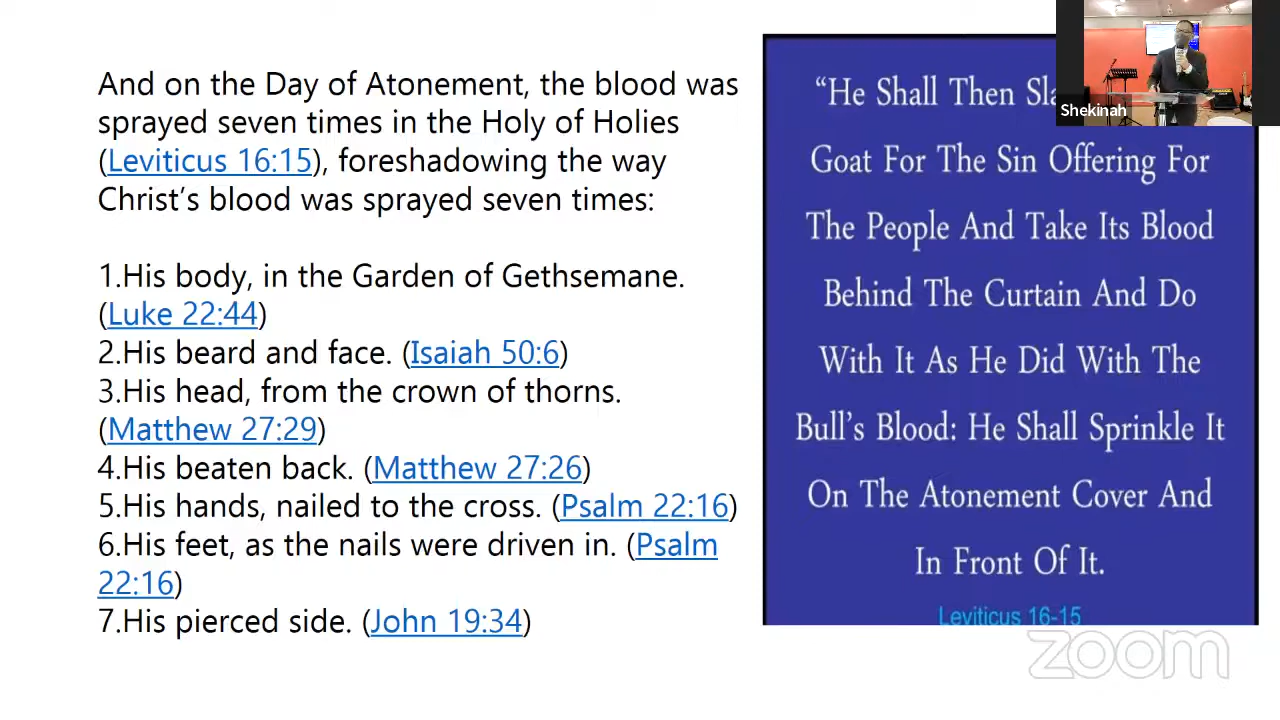 And on the Day of Atonement, the blood was
sprayed seven times in the Holy of Holies
(Leviticus 16:15), foreshadowing the way
Christ’s blood was sprayed seven times:
1.His body, in the Garden of Gethsemane.
(Luke 22:44)
2.His beard and face. (Isaiah 50:6)
3.His head, from the crown of thorns.
(Matthew 27:29)
4.His beaten back. (Matthew 27:26)
5.His hands, nailed to the cross. (Psalm 22:16)
6.His feet, as the nails were driven in. (Psalm
22:16)
7.His pierced side. (John 19:34)
“He Shall Then
Goat For The Sin Offering For
The People And Take Its Blood
Behind The Curtain And Do
With It As He Did With The
Bull’s Blood: He Shall Sprinkle It
On The Atonement Cover And
In Front Of It.
Leviticus 16-15
Shekinah
zoom